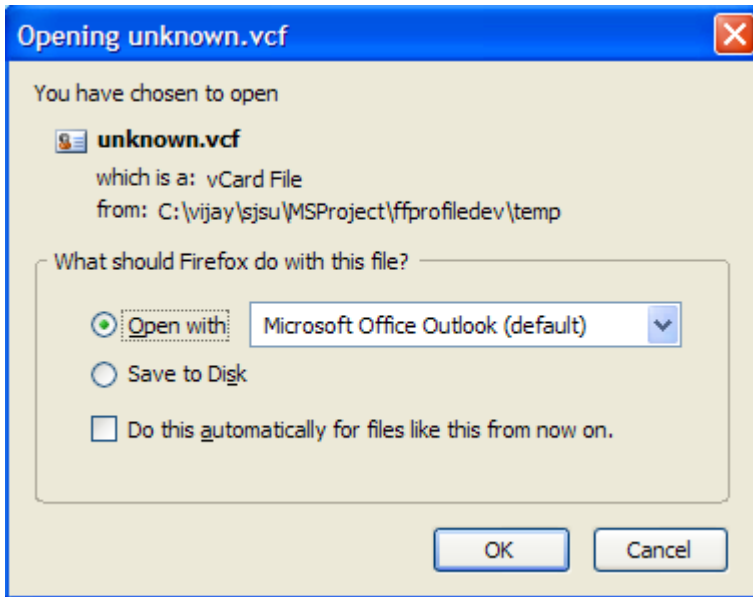 Opening unknown.vcf
You have chosen to open
unknown.vcf
which is a: vCard File
from: C:\vijay\sjsu\MSProject\ffprofiledev\temp
What should Firefox do with this file?
Open with Microsoft Office Outlook (default)
Save to Disk
Do this automatically for files like this from now on.
OK Cancel